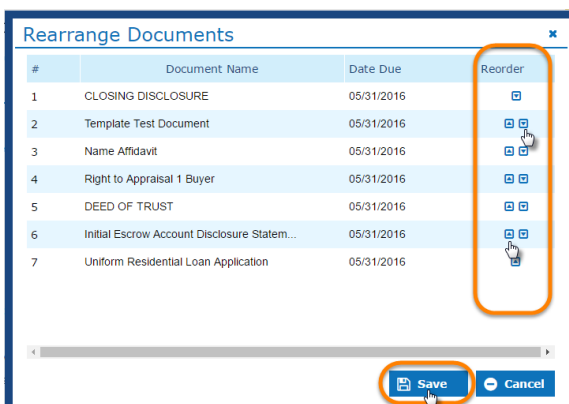 Rearrange Documents
# Document Name Date Due Reorder
1 CLOSING DISCLOSURE 05/31/2016
2 Template Test Document 05/31/2016
3 Name Affidavit 05/31/2016
4 Right to Appraisal 1 Buyer 05/31/2016
5 DEED OF TRUST 05/31/2016
6 Initial Escrow Account Disclosure Statem... 05/31/2016
7 Uniform Residential Loan Application 05/31/2016
Save Cancel